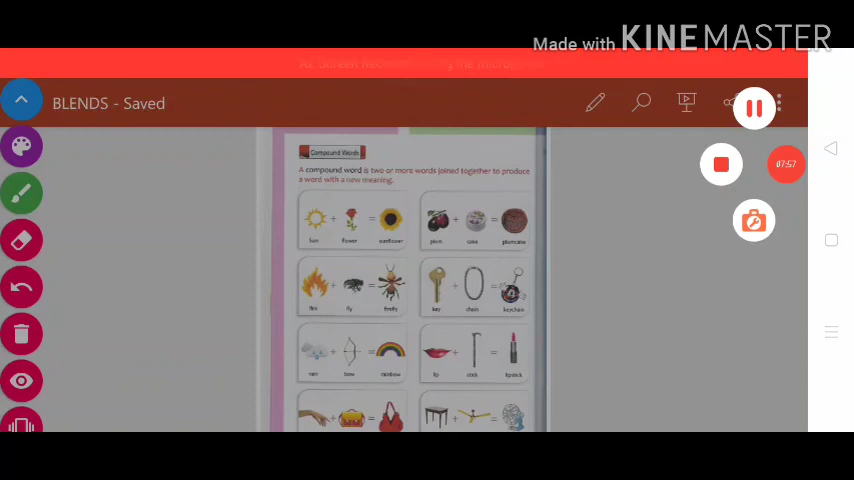 Made with KINEMASTER
BLENDS - Saved
07:57
Compound Words
A compound word is two or more words joined together to produce
a word with a new meaning.
Sun + flower = sunflower
plum + cake = plumcake
fire + fly = firefly
key + chain = keychain
rain + bow = rainbow
lip + stick = lipstick